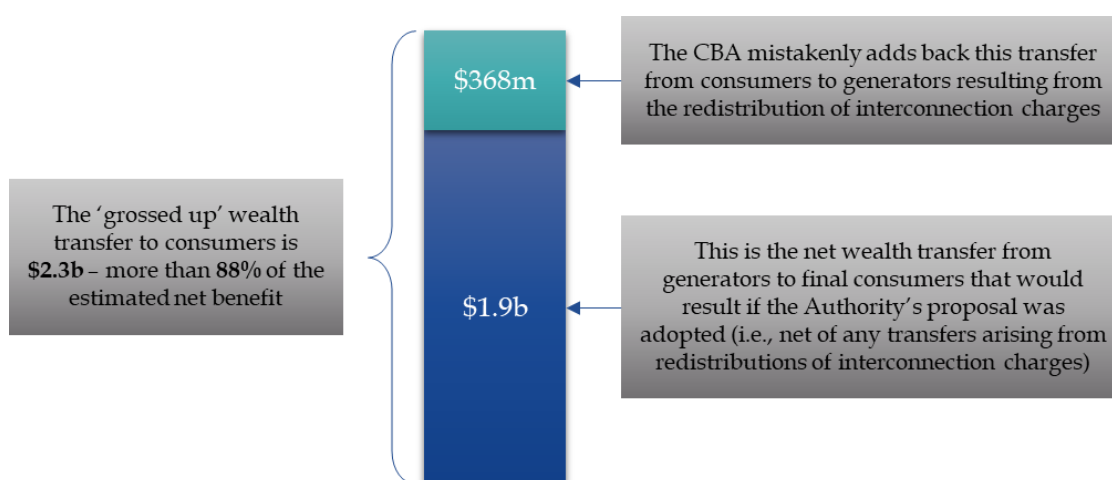 $368m
The CBA mistakenly adds back this transfer
from consumers to generators resulting from
the redistribution of interconnection charges
The ‘grossed up’ wealth
transfer to consumers is
$2.3b – more than 88% of the
estimated net benefit
$1.9b
This is the net wealth transfer from
generators to final consumers that would
result if the Authority’s proposal was
adopted (i.e., net of any transfers arising from
redistributions of interconnection charges)